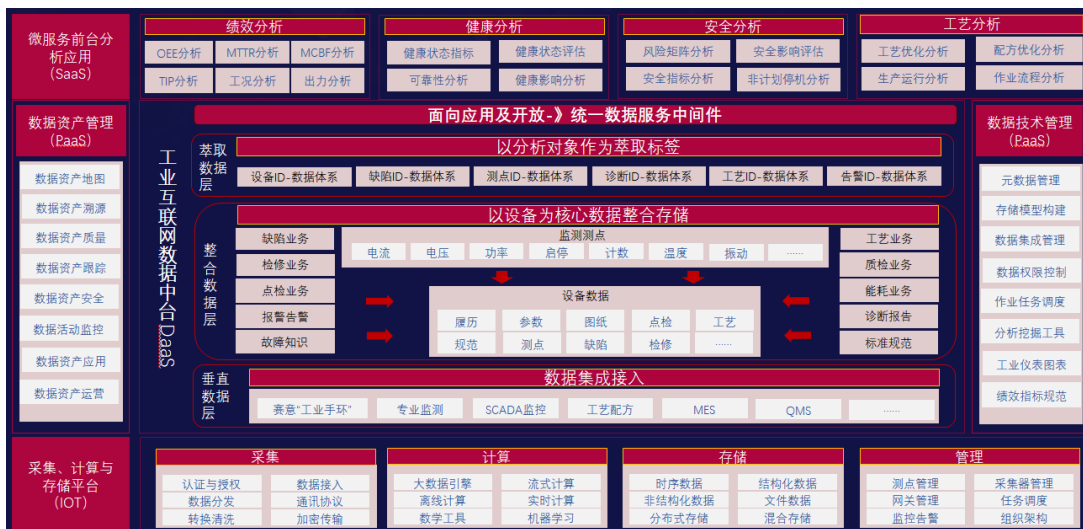 微服务前台分
析应用
(SaaS)
绩效分析
OEE分析 MTTR分析 MCBF分析
TIP分析 工况分析 出力分析
健康分析
健康状态指标 健康状态评估
可靠性分析 健康影响分析
安全分析
风险矩阵分析 安全影响评估
安全指标分析 非计划停机分析
工艺分析
工艺优化分析 配方优化分析
生产运行分析 作业流程分析
数据资产管理
(PaaS)
数据资产地图
数据资产溯源
数据资产质量
数据资产跟踪
数据资产安全
数据活动监控
数据资产应用
数据资产运营
工业互联网数据中台DaaS
面向应用及开放-》统一数据服务中间件
萃取
数据
层
以分析对象作为萃取标签
设备ID-数据体系 缺陷ID-数据体系 测点ID-数据体系 诊断ID-数据体系 工艺ID-数据体系 告警ID-数据体系
整合数据层
以设备为核心数据整合存储
缺陷业务
检修业务
点检业务
报警告警
故障知识
监测测点
电流 电压 功率 启停 计数 温度 振动 ......
设备数据
履历 参数 图纸 点检 工艺
规范 测点 缺陷 检修 ......
工艺业务
质检业务
能耗业务
诊断报告
标准规范
垂直
数据
层
数据集成接入
赛意“工业手环” 专业监测 SCADA监控 工艺配方 MES QMS ......
数据技术管理
(PaaS)
元数据管理
存储模型构建
数据集成管理
数据权限控制
作业任务调度
分析挖掘工具
工业仪表图表
绩效指标规范
采集、计算与
存储平台
(IOT)
采集
认证与授权 数据接入
数据分发 通讯协议
转换清洗 加密传输
计算
大数据引擎 流式计算
离线计算 实时计算
数学工具 机器学习
存储
时序数据 结构化数据
非结构化数据 文件数据
分布式存储 混合存储
管理
测点管理 采集器管理
网关管理 任务调度
监控告警 组织架构